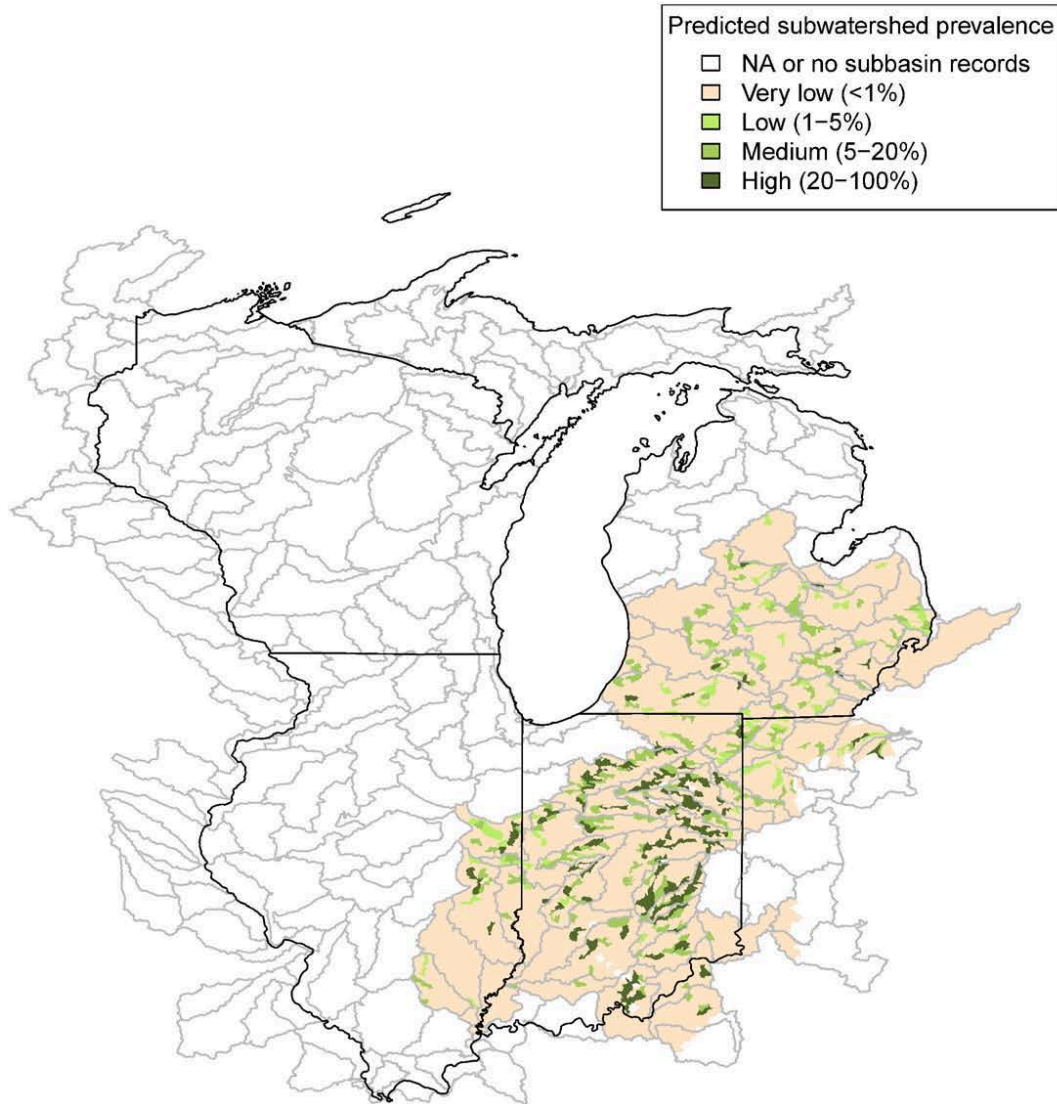 Predicted subwatershed prevalence
NA or no subbasin records
Very low (<1%)
Low (1−5%)
Medium (5−20%)
High (20−100%)